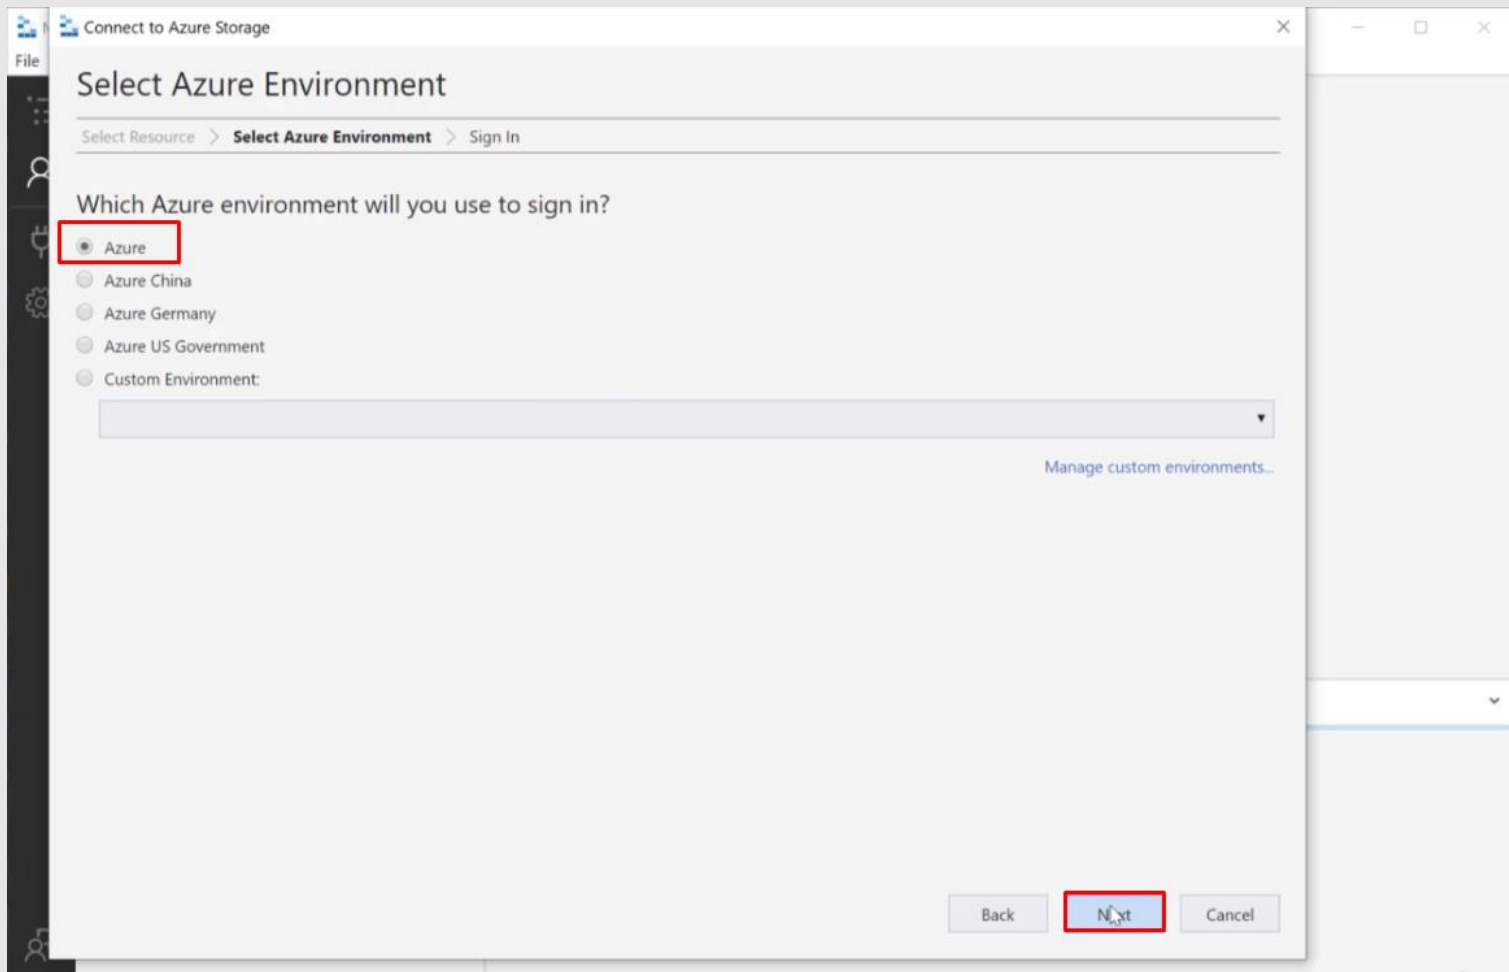 Connect to Azure Storage
File
Select Azure Environment
Select Resource > Select Azure Environment > Sign In
Which Azure environment will you use to sign in?
Azure
Azure China
Azure Germany
Azure US Government
Custom Environment:
Manage custom environments...
Back Next Cancel